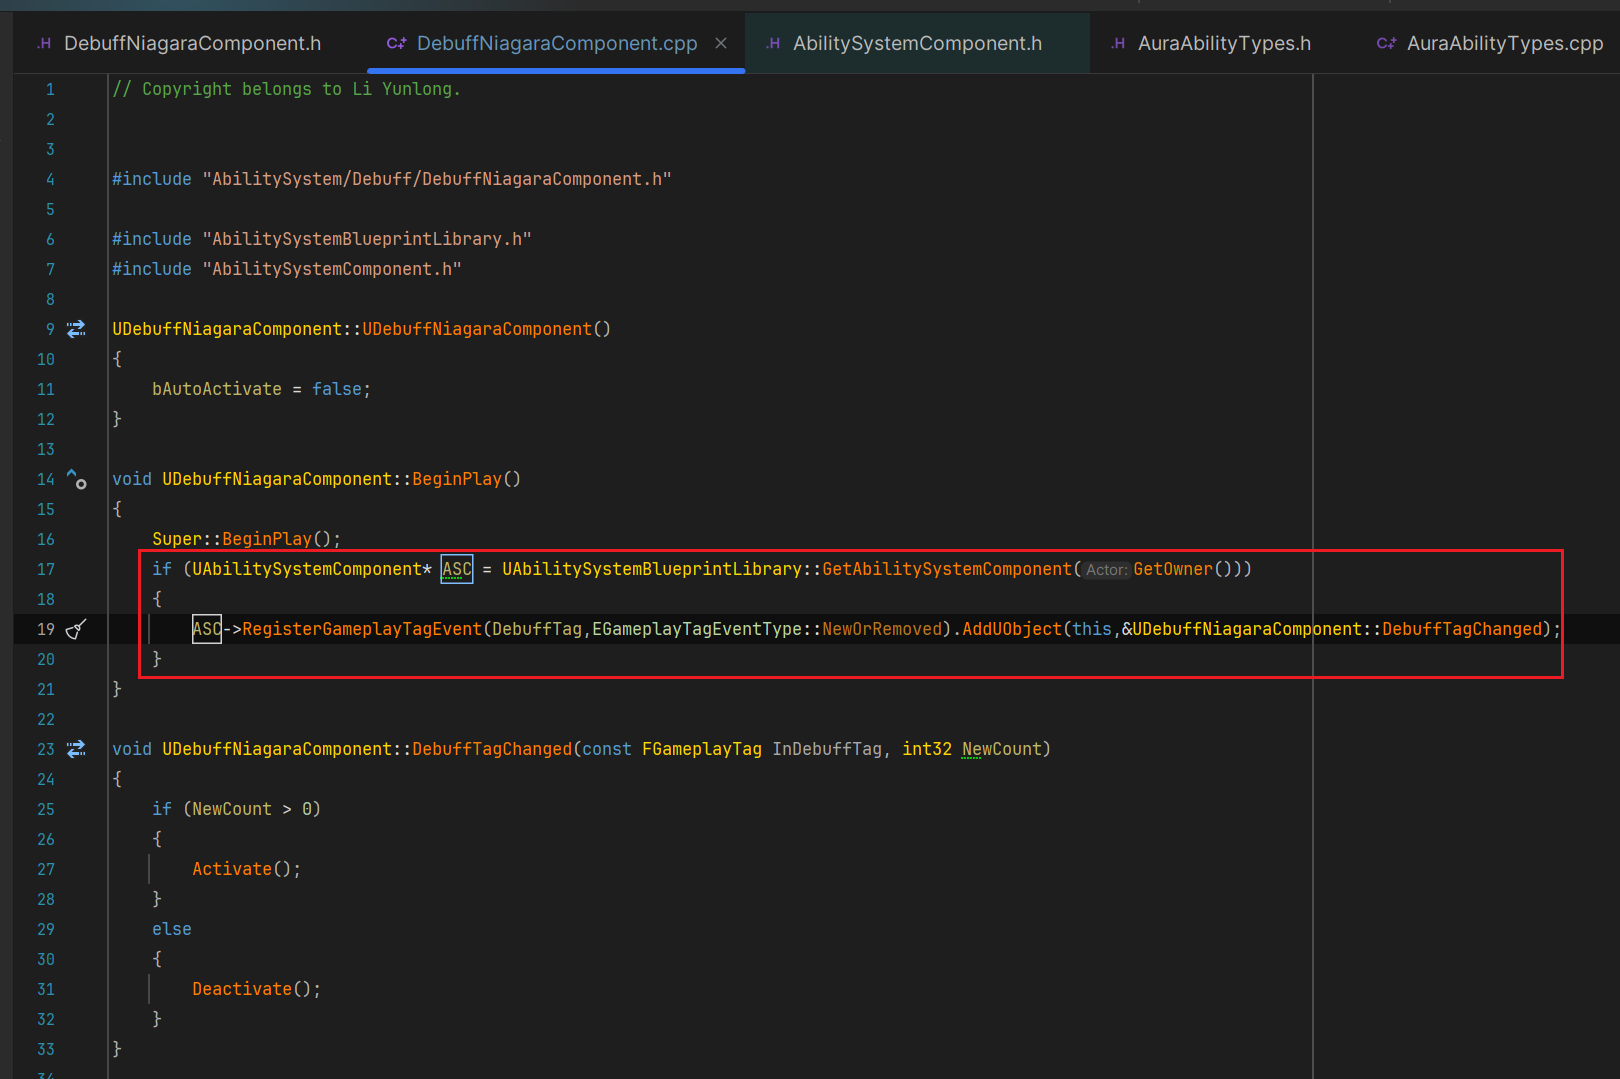 .H DebuffNiagaraComponent.h C+ DebuffNiagaraComponent.cpp × .H AbilitySystemComponent.h .H AuraAbilityTypes.h C+ AuraAbilityTypes.cpp
1 // Copyright belongs to Li Yunlong.
2
3
4 #include "AbilitySystem/Debuff/DebuffNiagaraComponent.h"
5
6 #include "AbilitySystemBlueprintLibrary.h"
7 #include "AbilitySystemComponent.h"
8
9 UDebuffNiagaraComponent::UDebuffNiagaraComponent()
10 {
11 bAutoActivate = false;
12 }
13
14 void UDebuffNiagaraComponent::BeginPlay()
15 {
16 Super::BeginPlay();
17 if (UAbilitySystemComponent* ASC = UAbilitySystemBlueprintLibrary::GetAbilitySystemComponent(Actor:GetOwner()))
18 {
19 ASC->RegisterGameplayTagEvent(DebuffTag,EGameplayTagEventType::NewOrRemoved).AddUObject(this,&UDebuffNiagaraComponent::DebuffTagChanged);
20 }
21 }
22
23 void UDebuffNiagaraComponent::DebuffTagChanged(const FGameplayTag InDebuffTag, int32 NewCount)
24 {
25 if (NewCount > 0)
26 {
27 Activate();
28 }
29 else
30 {
31 Deactivate();
32 }
33 }
34